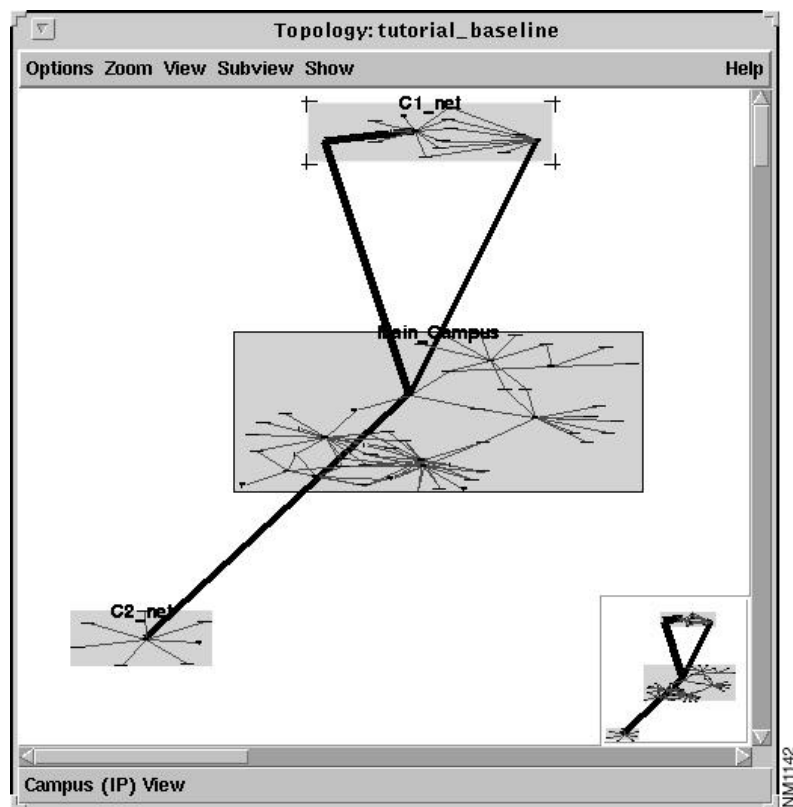 Topology: tutorial_baseline
Options Zoom View Subview Show Help
C1_net
Main_Campus
C2_net
Campus (IP) View
NM1142